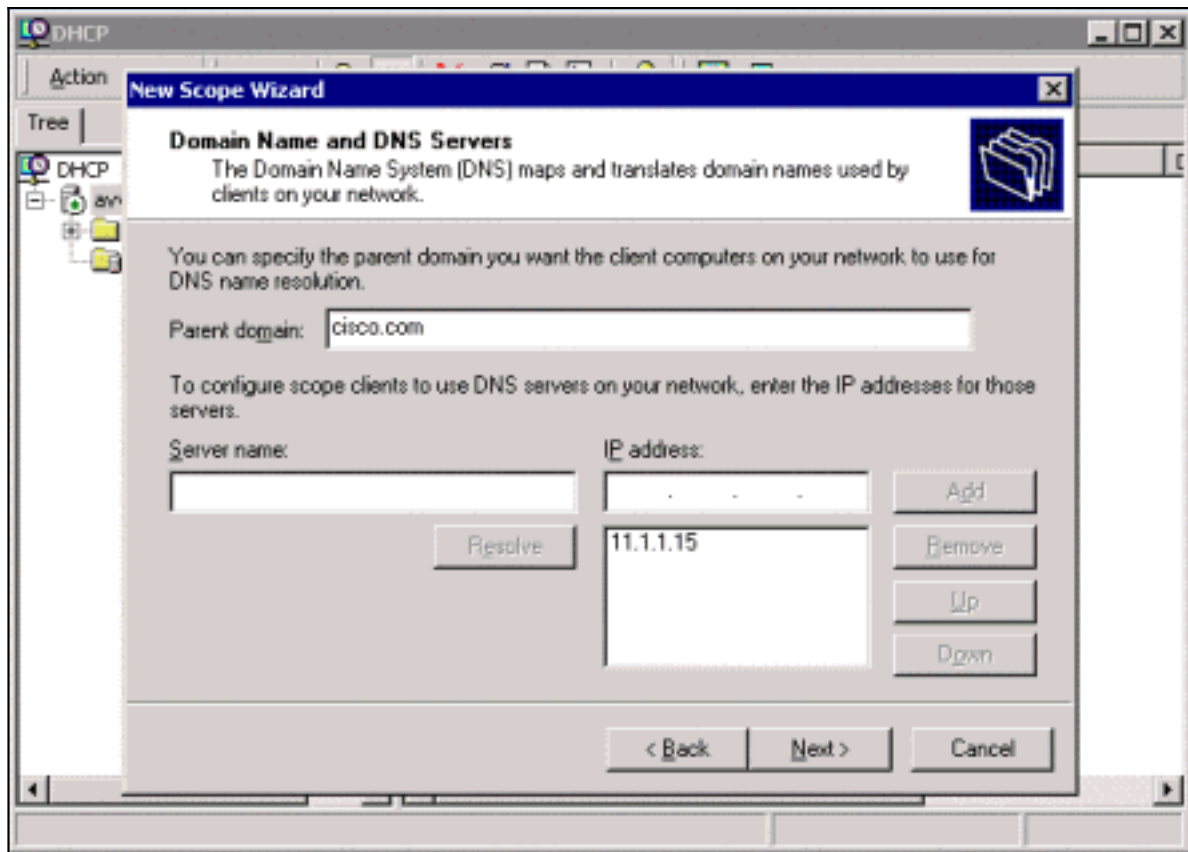 DHCP
Action
New Scope Wizard
Tree
Domain Name and DNS Servers
The Domain Name System (DNS) maps and translates domain names used by
clients on your network.
DHCP
You can specify the parent domain you want the client computers on your network to use for
DNS name resolution.
Parent domain: cisco.com
To configure scope clients to use DNS servers on your network, enter the IP addresses for those
servers.
Server name: IP address:
Add
Resolve 11.1.1.15 Remove
Up
Down
< Back Next > Cancel